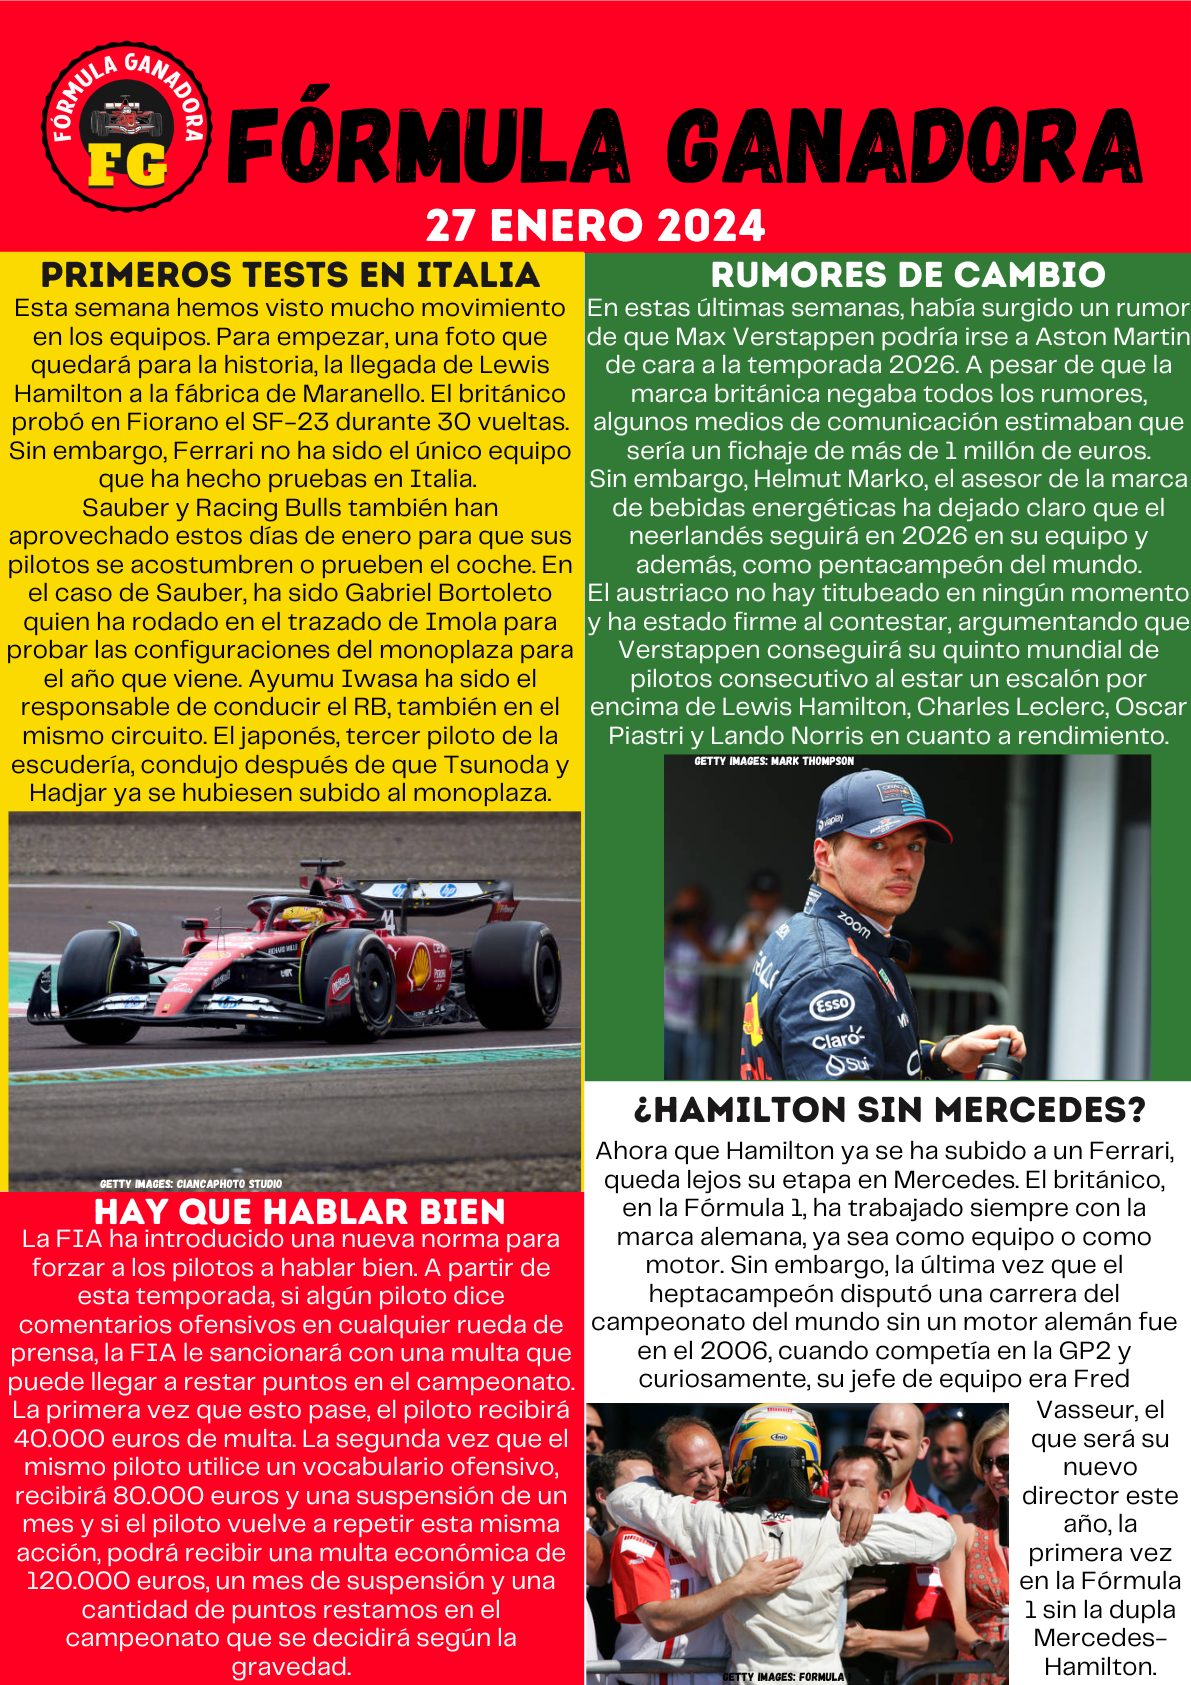 FÓRMULA GANADORA
FG
FÓRMULA GANADORA
27 ENERO 2024
PRIMEROS TESTS EN ITALIA
Esta semana hemos visto mucho movimiento
en los equipos. Para empezar, una foto que
quedará para la historia, la llegada de Lewis
Hamilton a la fábrica de Maranello. El británico
probó en Fiorano el SF-23 durante 30 vueltas.
Sin embargo, Ferrari no ha sido el único equipo
que ha hecho pruebas en Italia.
Sauber y Racing Bulls también han
aprovechado estos días de enero para que sus
pilotos se acostumbren o prueben el coche. En
el caso de Sauber, ha sido Gabriel Bortoleto
quien ha rodado en el trazado de Imola para
probar las configuraciones del monoplaza para
el año que viene. Ayumu Iwasa ha sido el
responsable de conducir el RB, también en el
mismo circuito. El japonés, tercer piloto de la
escudería, condujo después de que Tsunoda y
Hadjar ya se hubiesen subido al monoplaza.
hp
hp
44
RICHARD MILLE
hp
hp
GETTY IMAGES: CIANCAPHOTO STUDIO
HAY QUE HABLAR BIEN
La FIA ha introducido una nueva norma para
forzar a los pilotos a hablar bien. A partir de
esta temporada, si algún piloto dice
comentarios ofensivos en cualquier rueda de
prensa, la FIA le sancionará con una multa que
puede llegar a restar puntos en el campeonato.
La primera vez que esto pase, el piloto recibirá
40.000 euros de multa. La segunda vez que el
mismo piloto utilice un vocabulario ofensivo,
recibirá 80.000 euros y una suspensión de un
mes y si el piloto vuelve a repetir esta misma
acción, podrá recibir una multa económica de
120.000 euros, un mes de suspensión y una
cantidad de puntos restamos en el
campeonato que se decidirá según la
gravedad.
RUMORES DE CAMBIO
En estas últimas semanas, había surgido un rumor
de que Max Verstappen podría irse a Aston Martin
de cara a la temporada 2026. A pesar de que la
marca británica negaba todos los rumores,
algunos medios de comunicación estimaban que
sería un fichaje de más de 1 millón de euros.
Sin embargo, Helmut Marko, el asesor de la marca
de bebidas energéticas ha dejado claro que el
neerlandés seguirá en 2026 en su equipo y
además, como pentacampeón del mundo.
El austriaco no hay titubeado en ningún momento
y ha estado firme al contestar, argumentando que
Verstappen conseguirá su quinto mundial de
pilotos consecutivo al estar un escalón por
encima de Lewis Hamilton, Charles Leclerc, Oscar
Piastri y Lando Norris en cuanto a rendimiento.
GETTY IMAGES: MARK THOMPSON
viaplay
zoom
Esso
Claro
Sui
¿HAMILTON SIN MERCEDES?
Ahora que Hamilton ya se ha subido a un Ferrari,
queda lejos su etapa en Mercedes. El británico,
en la Fórmula 1, ha trabajado siempre con la
marca alemana, ya sea como equipo o como
motor. Sin embargo, la última vez que el
heptacampeón disputó una carrera del
campeonato del mundo sin un motor alemán fue
en el 2006, cuando competía en la GP2 y
curiosamente, su jefe de equipo era Fred
Vasseur, el
que será su
nuevo
director este
año, la
primera vez
en la Fórmula
1 sin la dupla
Mercedes-
Hamilton.
GETTY IMAGES: FORMULA 1